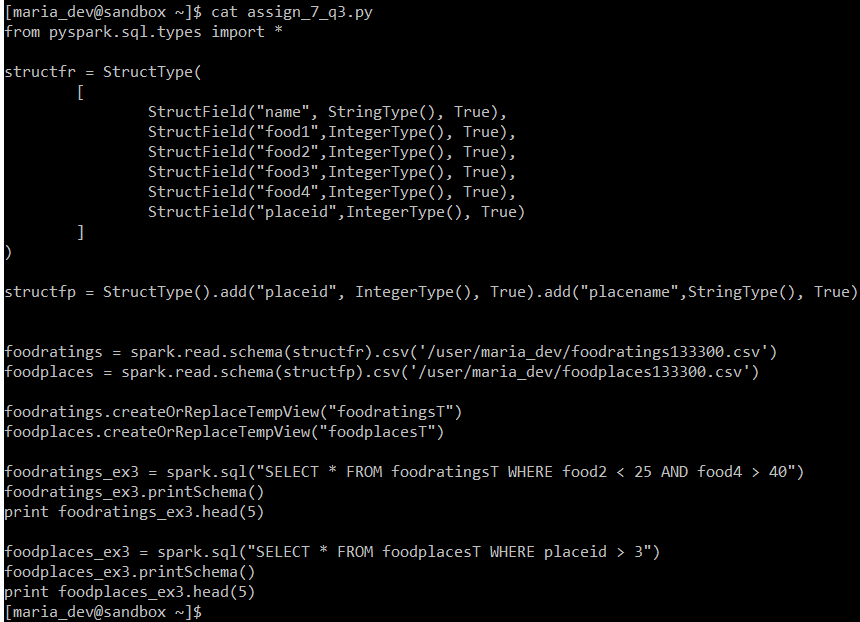 [maria_dev@sandbox ~]$ cat assign_7_q3.py
from pyspark.sql.types import *
structfr = StructType(
        [
                StructField("name", StringType(), True),
                StructField("food1",IntegerType(), True),
                StructField("food2",IntegerType(), True),
                StructField("food3",IntegerType(), True),
                StructField("food4",IntegerType(), True),
                StructField("placeid",IntegerType(), True)
        ]
)
structfp = StructType().add("placeid", IntegerType(), True).add("placename",StringType(), True)
foodratings = spark.read.schema(structfr).csv('/user/maria_dev/foodratings133300.csv')
foodplaces = spark.read.schema(structfp).csv('/user/maria_dev/foodplaces133300.csv')
foodratings.createOrReplaceTempView("foodratingsT")
foodplaces.createOrReplaceTempView("foodplacesT")
foodratings_ex3 = spark.sql("SELECT * FROM foodratingsT WHERE food2 < 25 AND food4 > 40")
foodratings_ex3.printSchema()
print foodratings_ex3.head(5)
foodplaces_ex3 = spark.sql("SELECT * FROM foodplacesT WHERE placeid > 3")
foodplaces_ex3.printSchema()
print foodplaces_ex3.head(5)
[maria_dev@sandbox ~]$